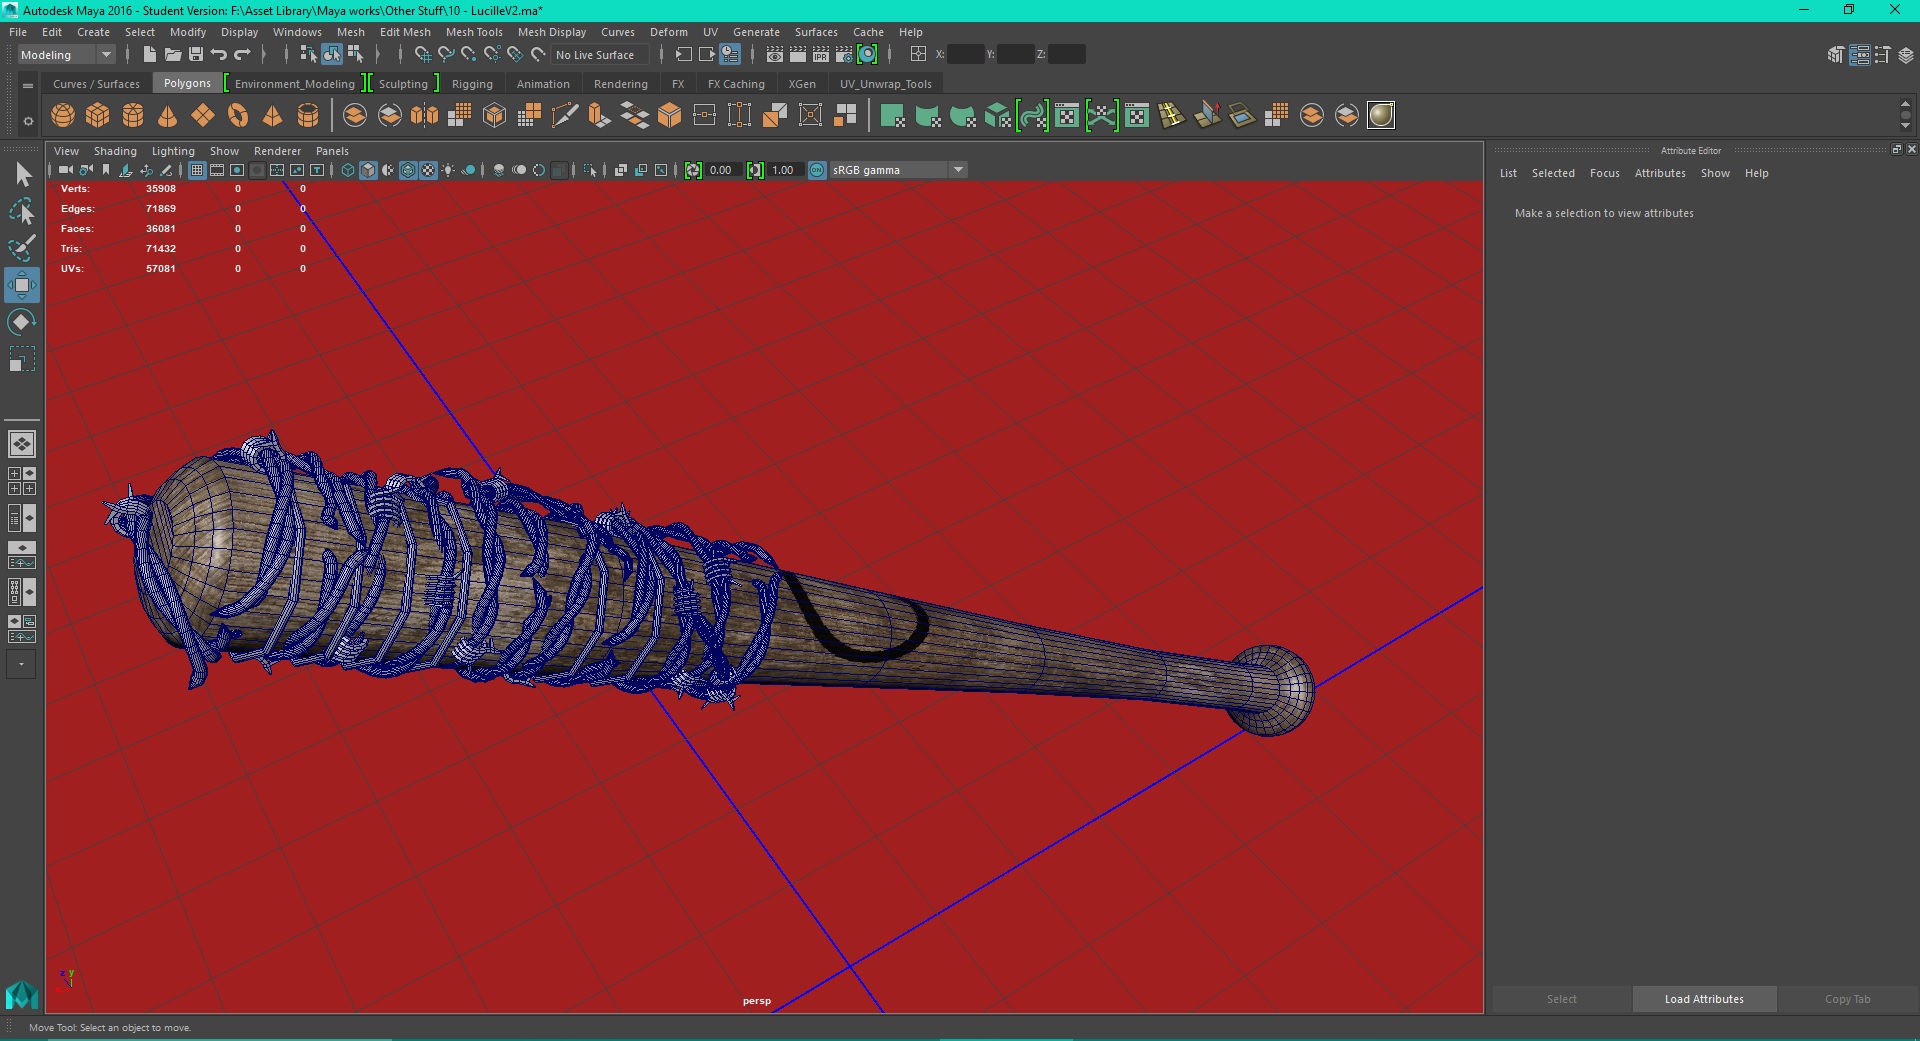 Autodesk Maya 2016 - Student Version: F:\Asset Library\Maya works\Other Stuff\10 - LucilleV2.ma*
File Edit Create Select Modify Display Windows Mesh Edit Mesh Mesh Tools Mesh Display Curves Deform UV Generate Surfaces Cache Help
Modeling No Live Surface IPR X: Y: Z:
Curves / Surfaces Polygons Environment_Modeling Sculpting Rigging Animation Rendering FX FX Caching XGen UV_Unwrap_Tools
View Shading Lighting Show Renderer Panels
0.00 1.00 ON sRGB gamma
Verts: 35908 0 0
Edges: 71869 0 0
Faces: 36081 0 0
Tris: 71432 0 0
UVs: 57081 0 0
z y
persp
Attribute Editor
List Selected Focus Attributes Show Help
Make a selection to view attributes
Select Load Attributes Copy Tab
Move Tool: Select an object to move.